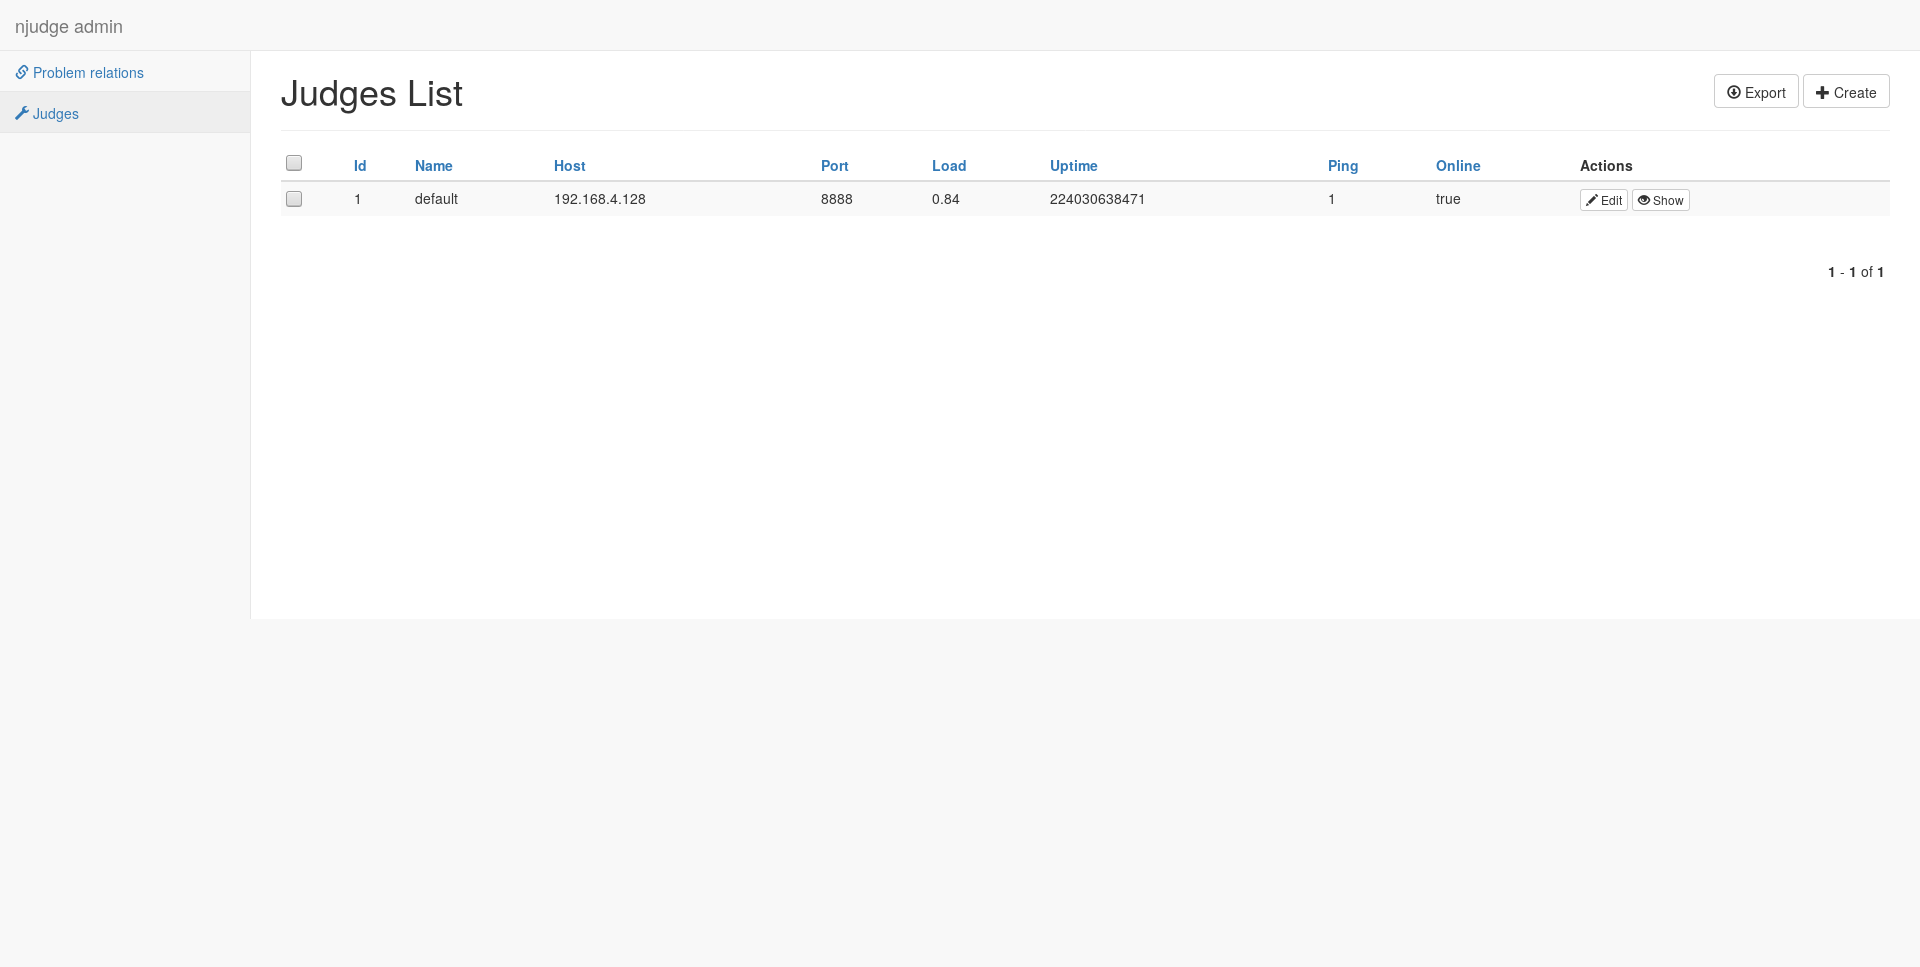 njudge admin
Problem relations
Judges
Judges List
Export
Create
Id Name Host Port Load Uptime Ping Online Actions
1 default 192.168.4.128 8888 0.84 224030638471 1 true Edit Show
1 - 1 of 1